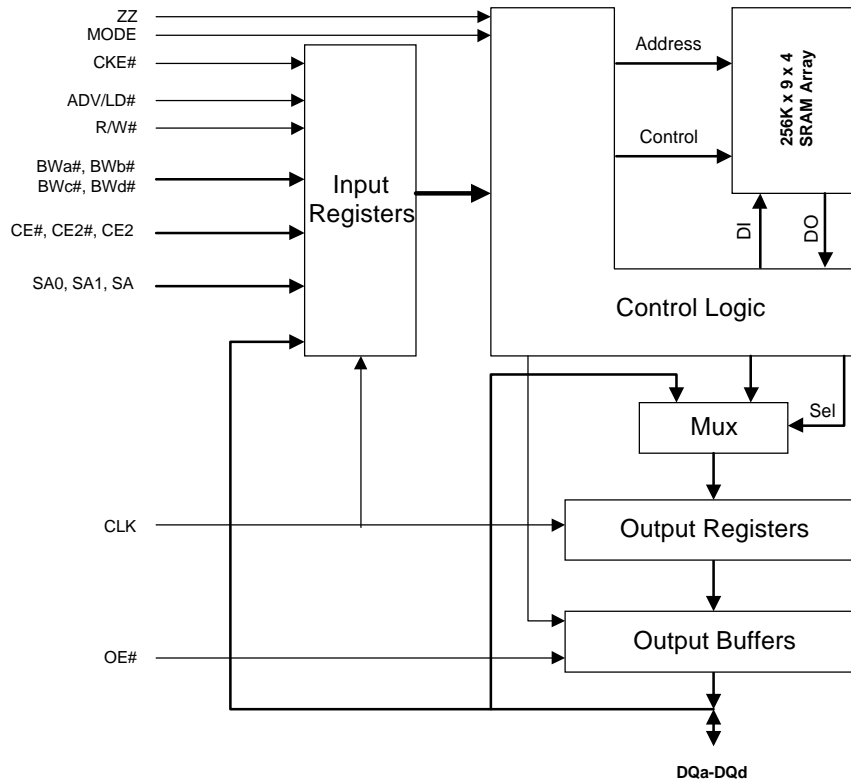 ZZ
MODE
CKE#
ADV/LD#
R/W#
BWa#, BWb#
BWc#, BWd#
CE#, CE2#, CE2
SA0, SA1, SA
CLK
OE#
Input
Registers
Address
Control
256K x 9 x 4
SRAM Array
DI
DO
Control Logic
Sel
Mux
Output Registers
Output Buffers
DQa-DQd